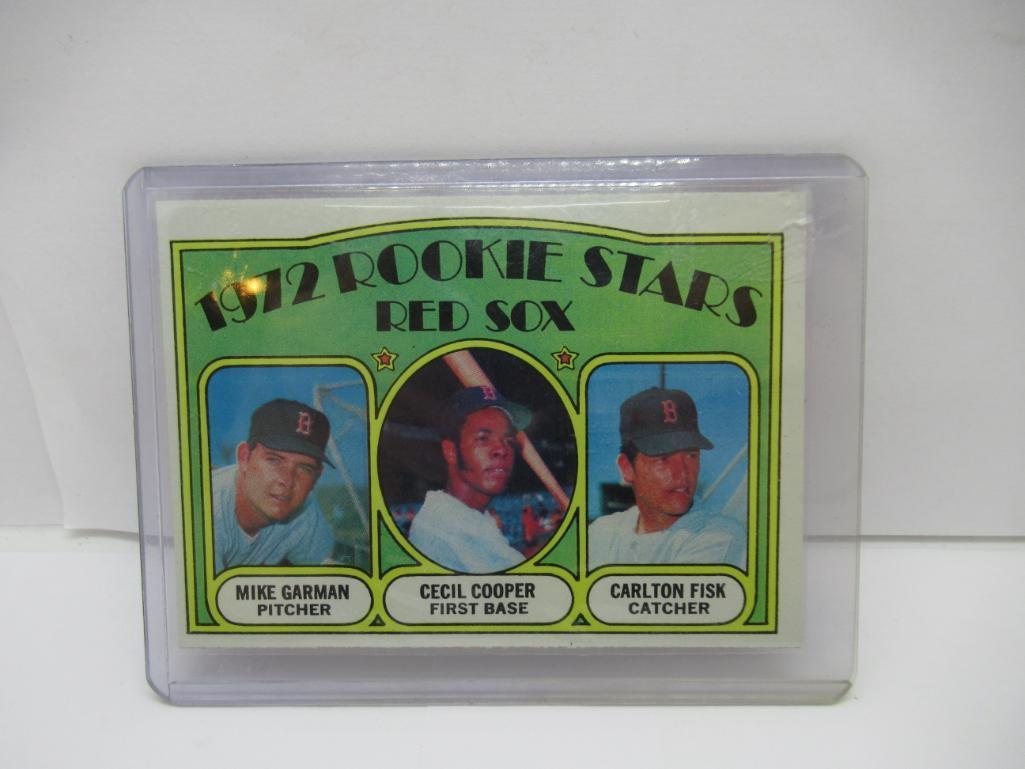 1972 ROOKIE STARS
RED SOX
MIKE GARMAN
PITCHER
CECIL COOPER
FIRST BASE
CARLTON FISK
CATCHER
B
B
B